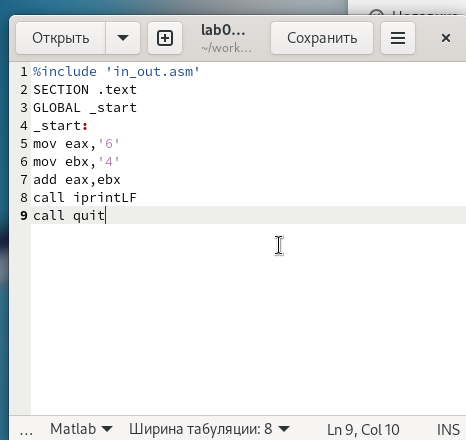 Открыть
lab0...
~/work...
Сохранить
1 %include 'in_out.asm'
2 SECTION .text
3 GLOBAL _start
4 _start:
5 mov eax,'6'
6 mov ebx,'4'
7 add eax,ebx
8 call iprintLF
9 call quit
... Matlab Ширина табуляции: 8 Ln 9, Col 10 INS